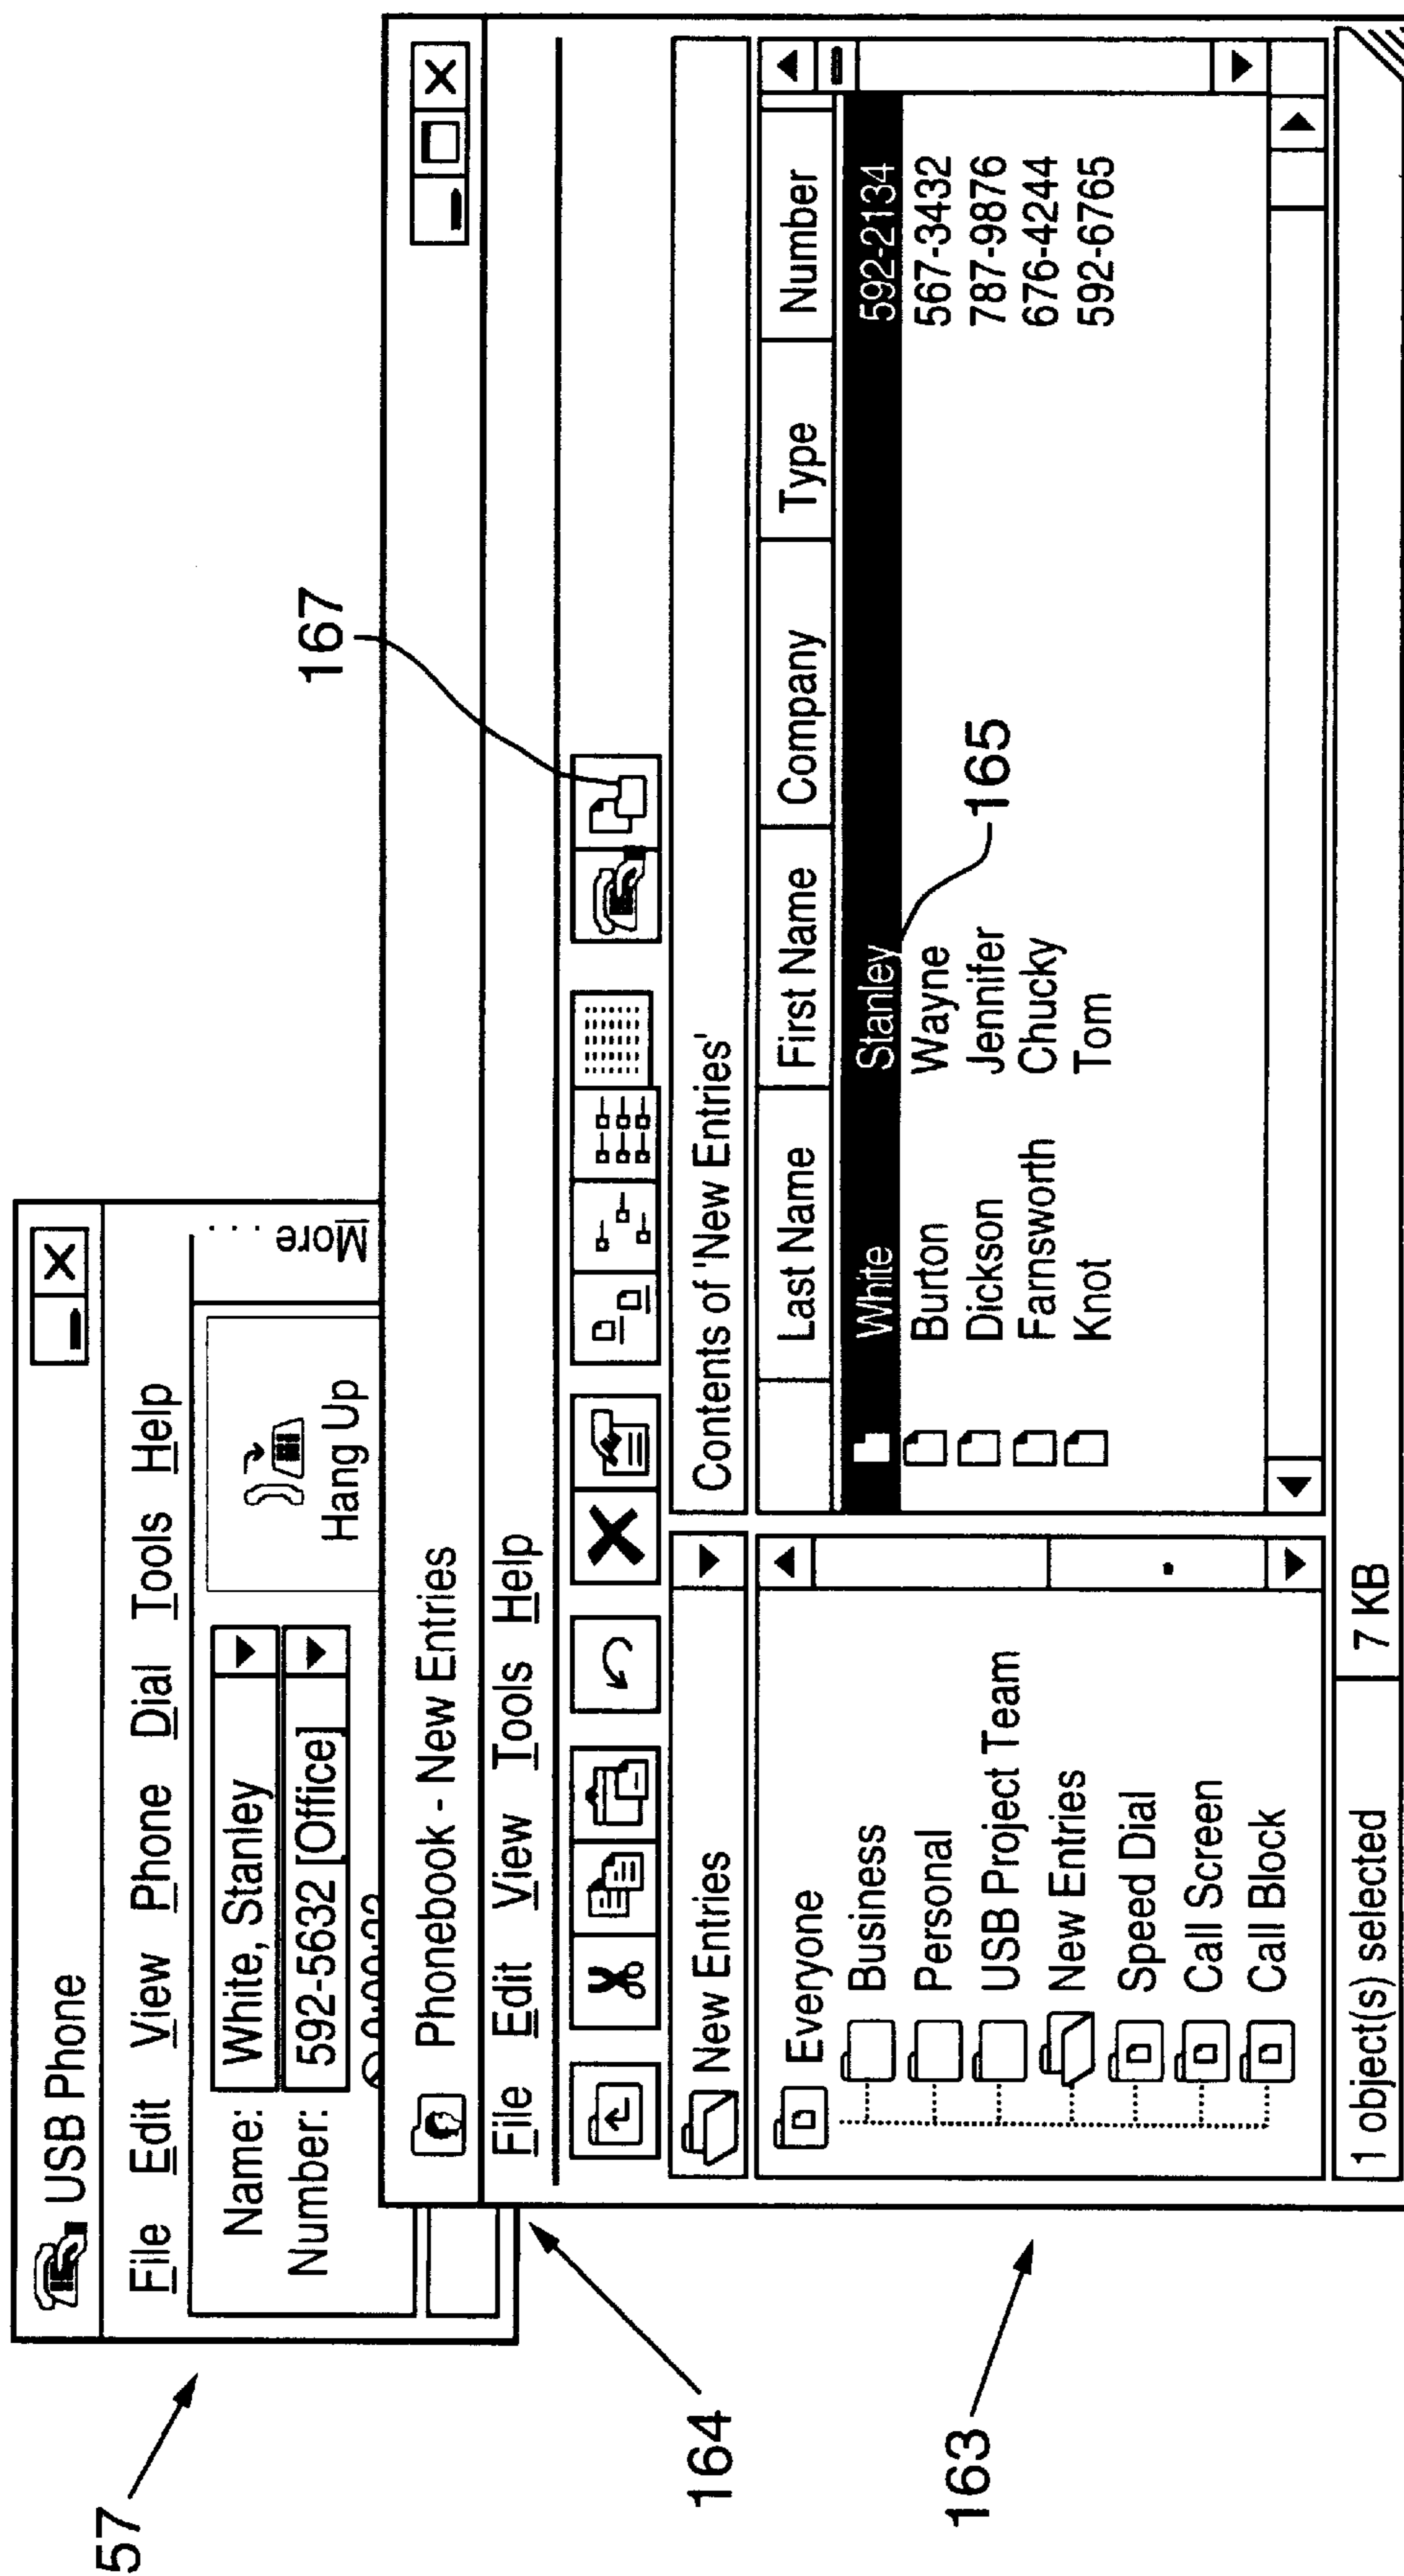 57
USB Phone
File Edit View Phone Dial Tools Help
Name: White, Stanley
Number: 592-5632 [Office]
Hang Up
More ...
167
164
Phonebook - New Entries
File Edit View Tools Help
New Entries
Contents of 'New Entries'
Everyone
Business
Personal
USB Project Team
New Entries
Speed Dial
Call Screen
Call Block
Last Name First Name Company Type Number
White Stanley 592-2134
Burton Wayne 567-3432
Dickson Jennifer 787-9876
Farnsworth Chucky 676-4244
Knot Tom 592-6765
165
163
1 object(s) selected 7 KB